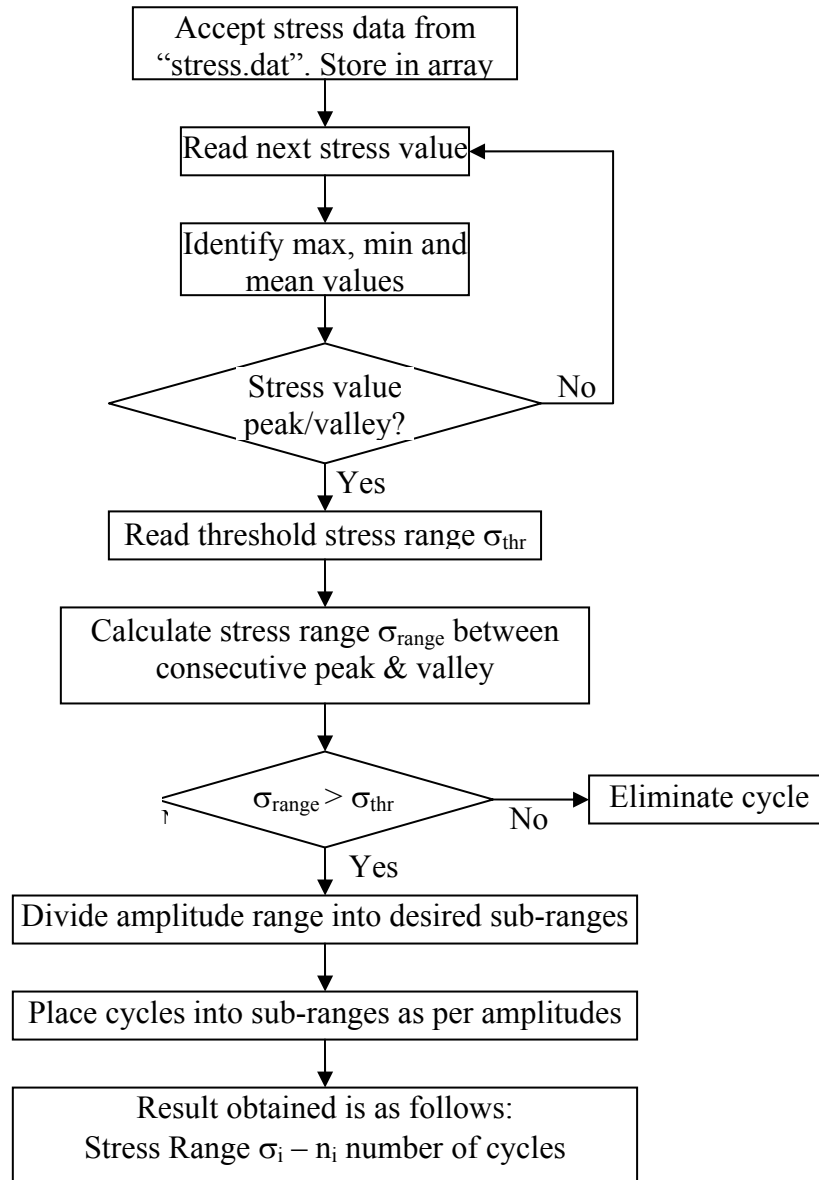 Accept stress data from
“stress.dat”. Store in array
Read next stress value
Identify max, min and
mean values
Stress value
peak/valley?
No
Yes
Read threshold stress range σthr
Calculate stress range σrange between
consecutive peak & valley
σrange > σthr
No
Eliminate cycle
Yes
Divide amplitude range into desired sub-ranges
Place cycles into sub-ranges as per amplitudes
Result obtained is as follows:
Stress Range σi – ni number of cycles